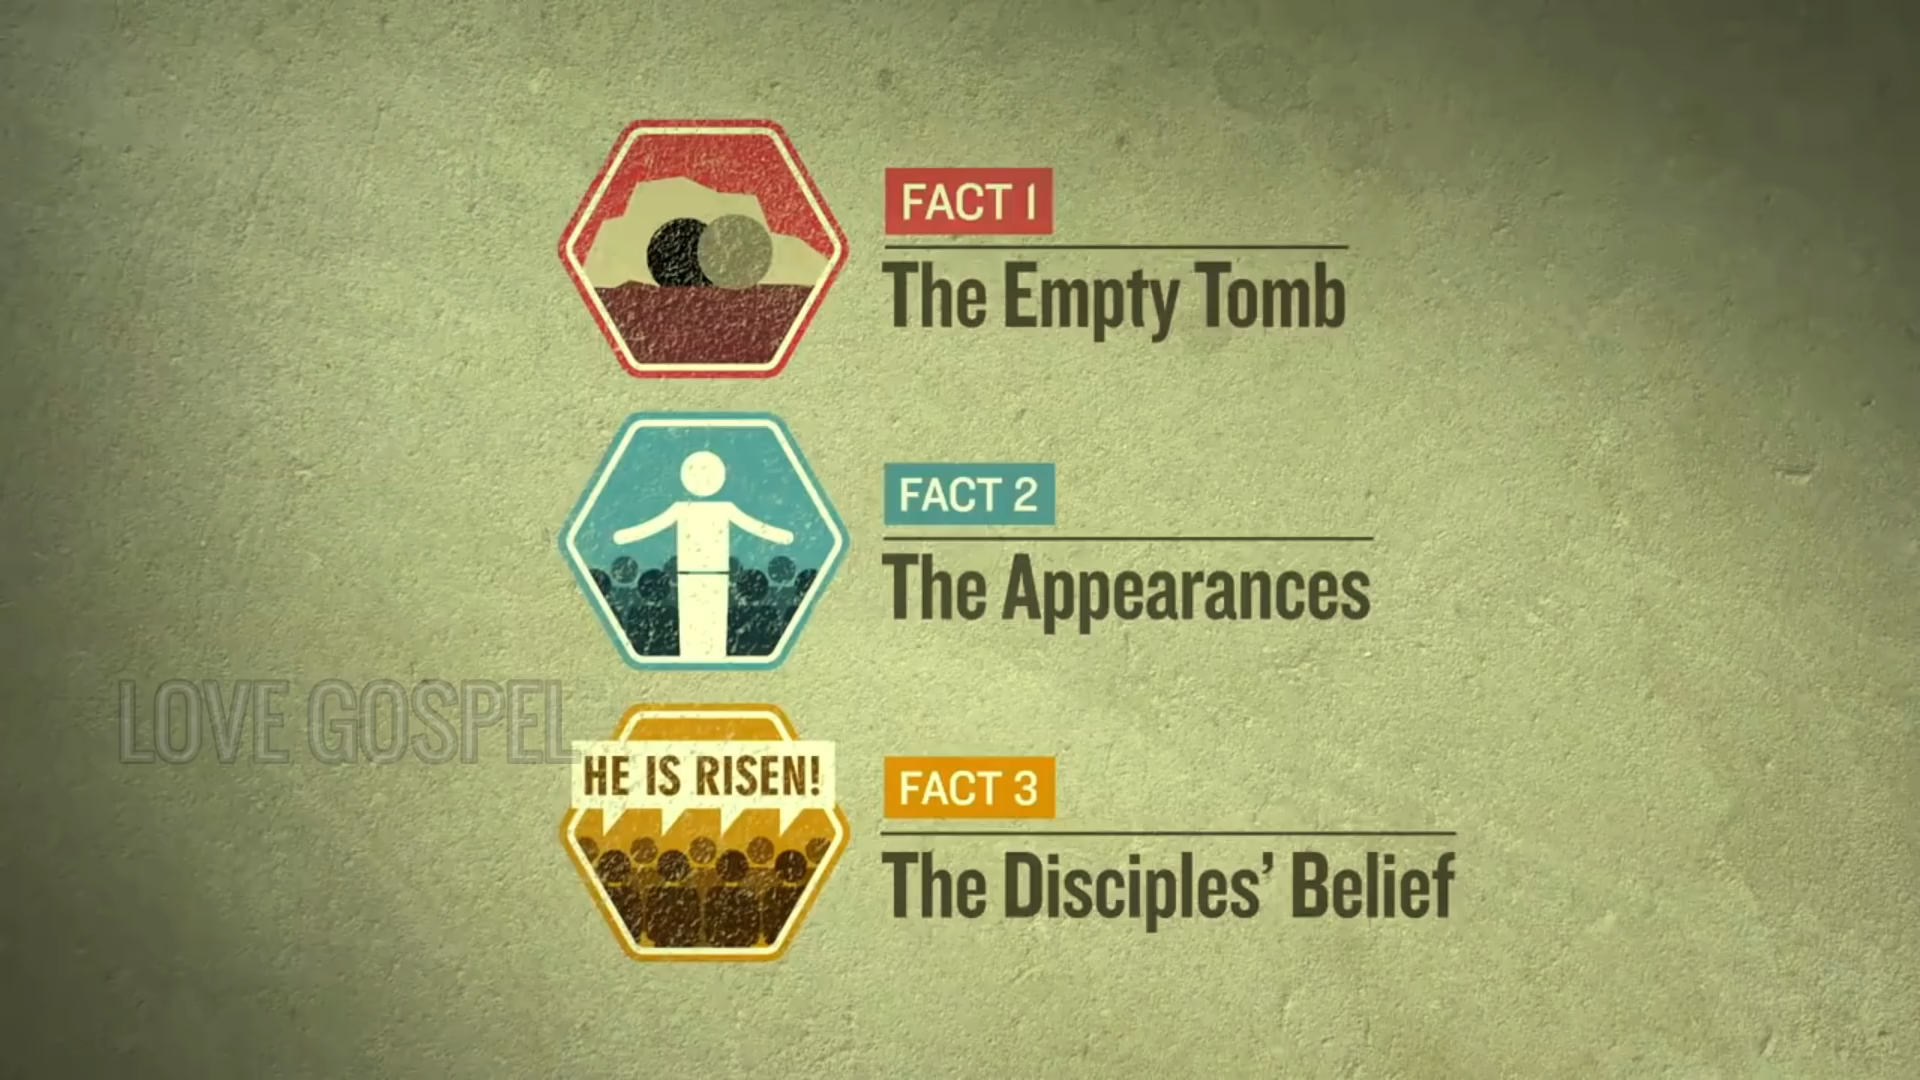 FACT 1
The Empty Tomb
FACT 2
The Appearances
LOVE GOSPEL
HE IS RISEN!
FACT 3
The Disciples' Belief